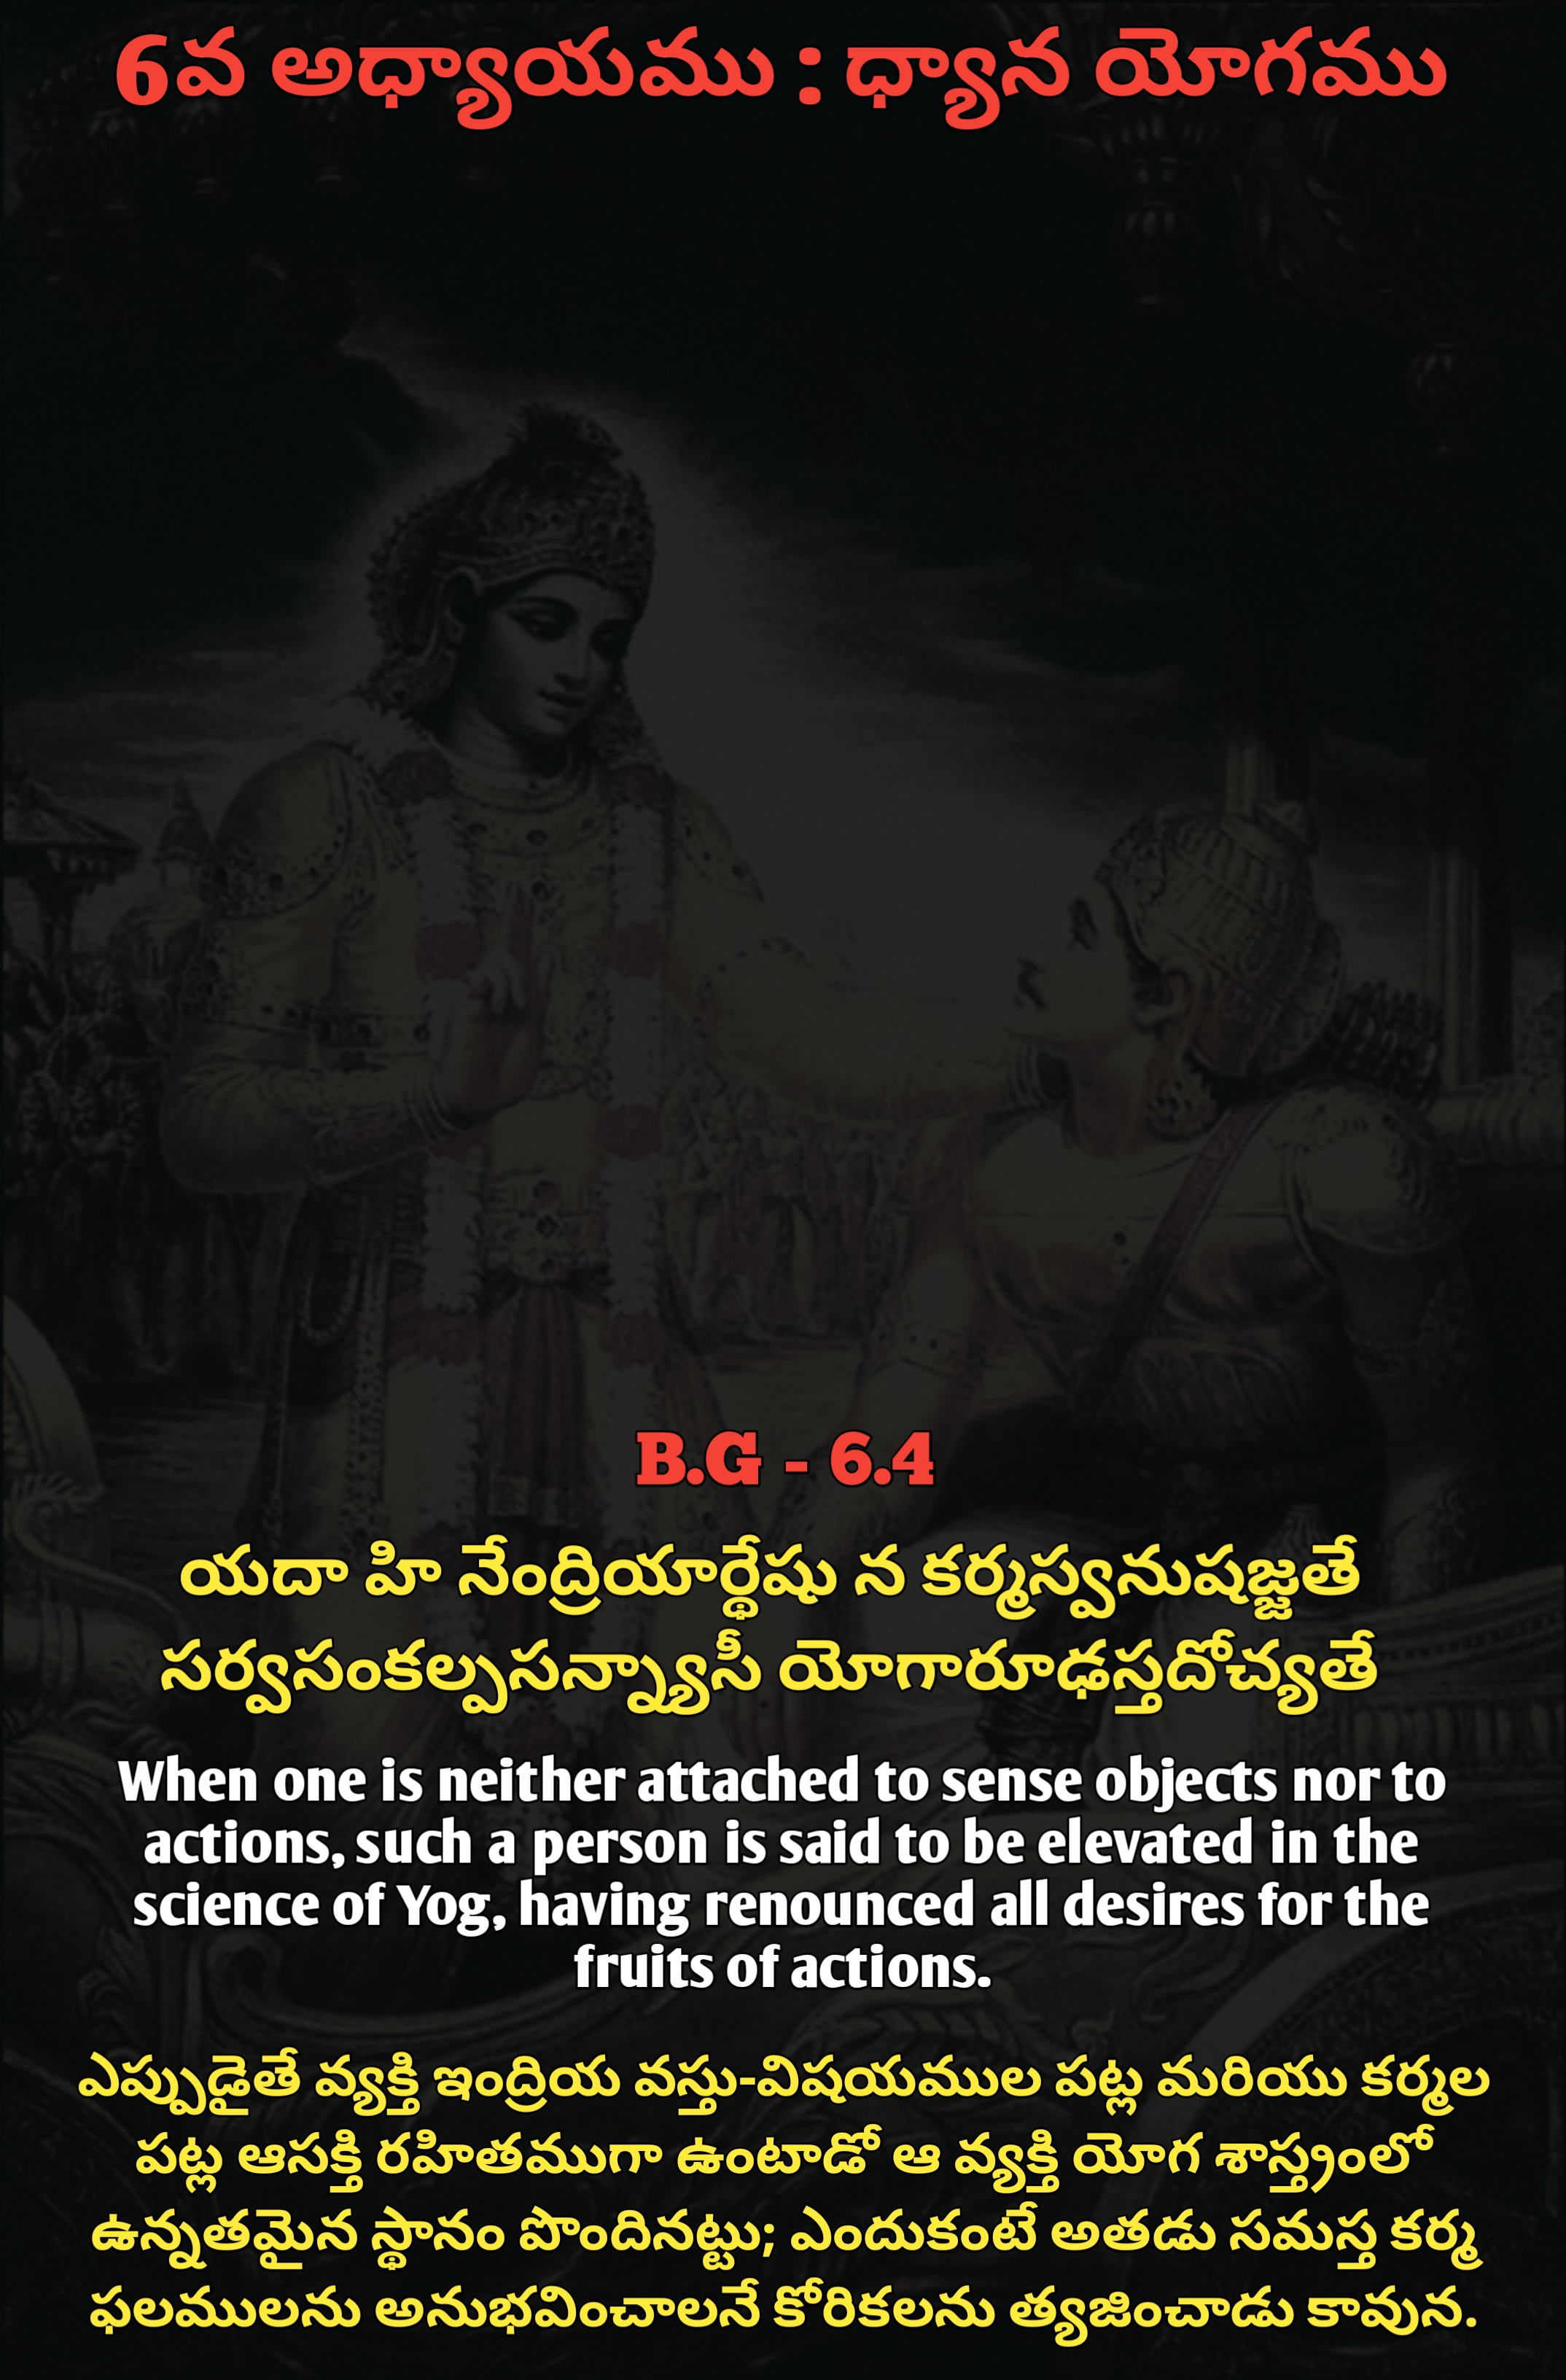 6వ అధ్యాయము : ధ్యాన యోగము
B.G - 6.4
యదా హి నేంద్రియార్థేషు న కర్మస్వనుషజ్జతే
సర్వసంకల్పసన్న్యాసీ యోగారూఢస్తదోచ్యతే
When one is neither attached to sense objects nor to
actions, such a person is said to be elevated in the
science of Yog, having renounced all desires for the
fruits of actions.
ఎప్పుడైతే వ్యక్తి ఇంద్రియ వస్తు-విషయముల పట్ల మరియు కర్మల
పట్ల ఆసక్తి రహితముగా ఉంటాడో ఆ వ్యక్తి యోగ శాస్త్రంలో
ఉన్నతమైన స్థానం పొందినట్టు; ఎందుకంటే అతడు సమస్త కర్మ
ఫలములను అనుభవించాలనే కోరికలను త్యజించాడు కావున.